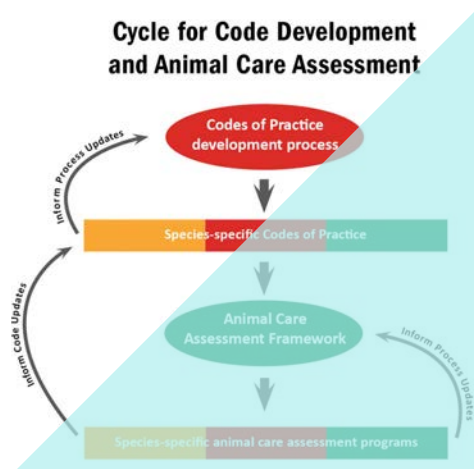 Cycle for Code Development
and Animal Care Assessment
Codes of Practice
development process
Inform Process Updates
Species-specific Codes of Practice
Animal Care
Assessment Framework
Inform Code Updates
Inform Process Updates
Species-specific animal care assessment programs